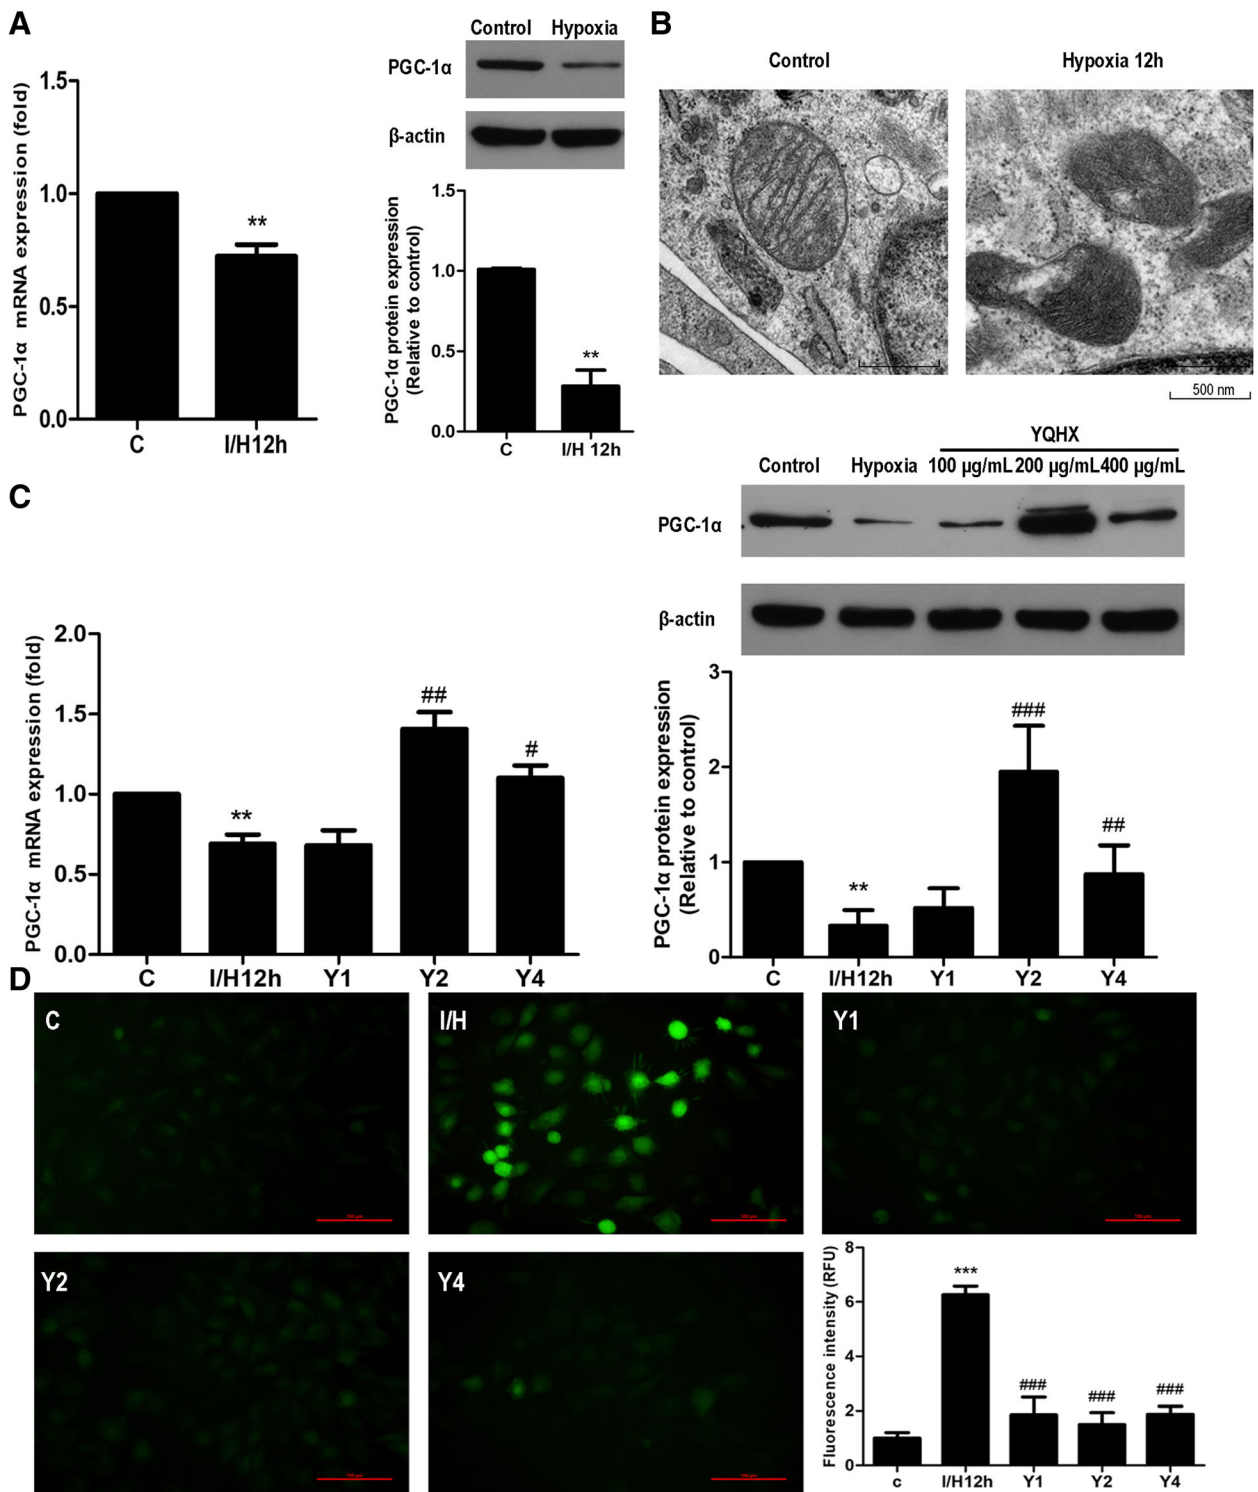 A
Control Hypoxia
PGC-1α
β-actin
PGC-1α mRNA expression (fold)
1.5
1.0
0.5
0.0
**
C I/H12h
PGC-1α protein expression
(Relative to control)
1.5
1.0
0.5
0.0
**
C I/H 12h
B
Control Hypoxia 12h
500 nm
C
YQHX
Control Hypoxia 100 µg/mL 200 µg/mL 400 µg/mL
PGC-1α
β-actin
PGC-1α mRNA expression (fold)
2.0
1.5
1.0
0.5
0.0
**
##
#
C I/H12h Y1 Y2 Y4
PGC-1α protein expression
(Relative to control)
3
2
1
0
**
###
##
C I/H12h Y1 Y2 Y4
D
C
I/H
Y1
Y2
Y4
Fluorescence intensity (RFU)
8
6
4
2
0
***
###
###
###
c I/H12h Y1 Y2 Y4